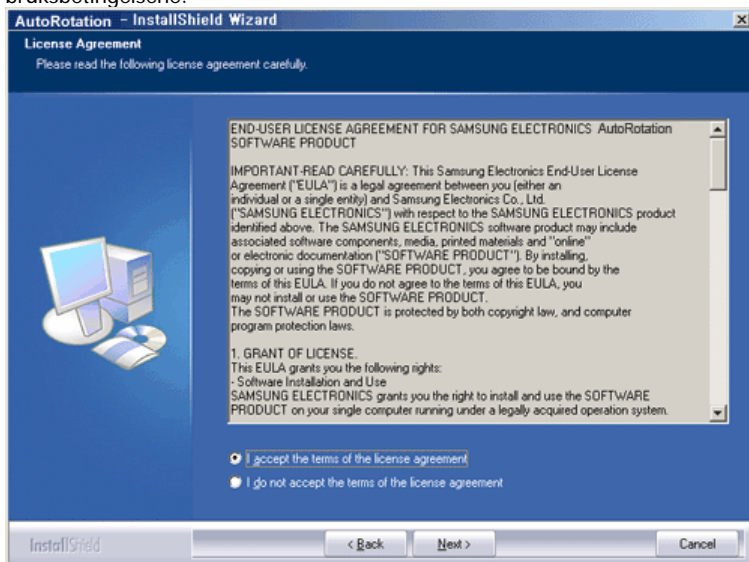 bruksbetingelserne.
AutoRotation - InstallShield Wizard
License Agreement
Please read the following license agreement carefully.
END-USER LICENSE AGREEMENT FOR SAMSUNG ELECTRONICS AutoRotation
SOFTWARE PRODUCT
IMPORTANT-READ CAREFULLY: This Samsung Electronics End-User License
Agreement ("EULA") is a legal agreement between you (either an
individual or a single entity) and Samsung Electronics Co., Ltd.
("SAMSUNG ELECTRONICS") with respect to the SAMSUNG ELECTRONICS product
identified above. The SAMSUNG ELECTRONICS software product may include
associated software components, media, printed materials and "online"
or electronic documentation ("SOFTWARE PRODUCT"). By installing,
copying or using the SOFTWARE PRODUCT, you agree to be bound by the
terms of this EULA. If you do not agree to the terms of this EULA, you
may not install or use the SOFTWARE PRODUCT.
The SOFTWARE PRODUCT is protected by both copyright law, and computer
program protection laws.
1. GRANT OF LICENSE.
This EULA grants you the following rights:
- Software Installation and Use
SAMSUNG ELECTRONICS grants you the right to install and use the SOFTWARE
PRODUCT on your single computer running under a legally acquired operation system.
I accept the terms of the license agreement
I do not accept the terms of the license agreement
InstallShield
< Back
Next >
Cancel